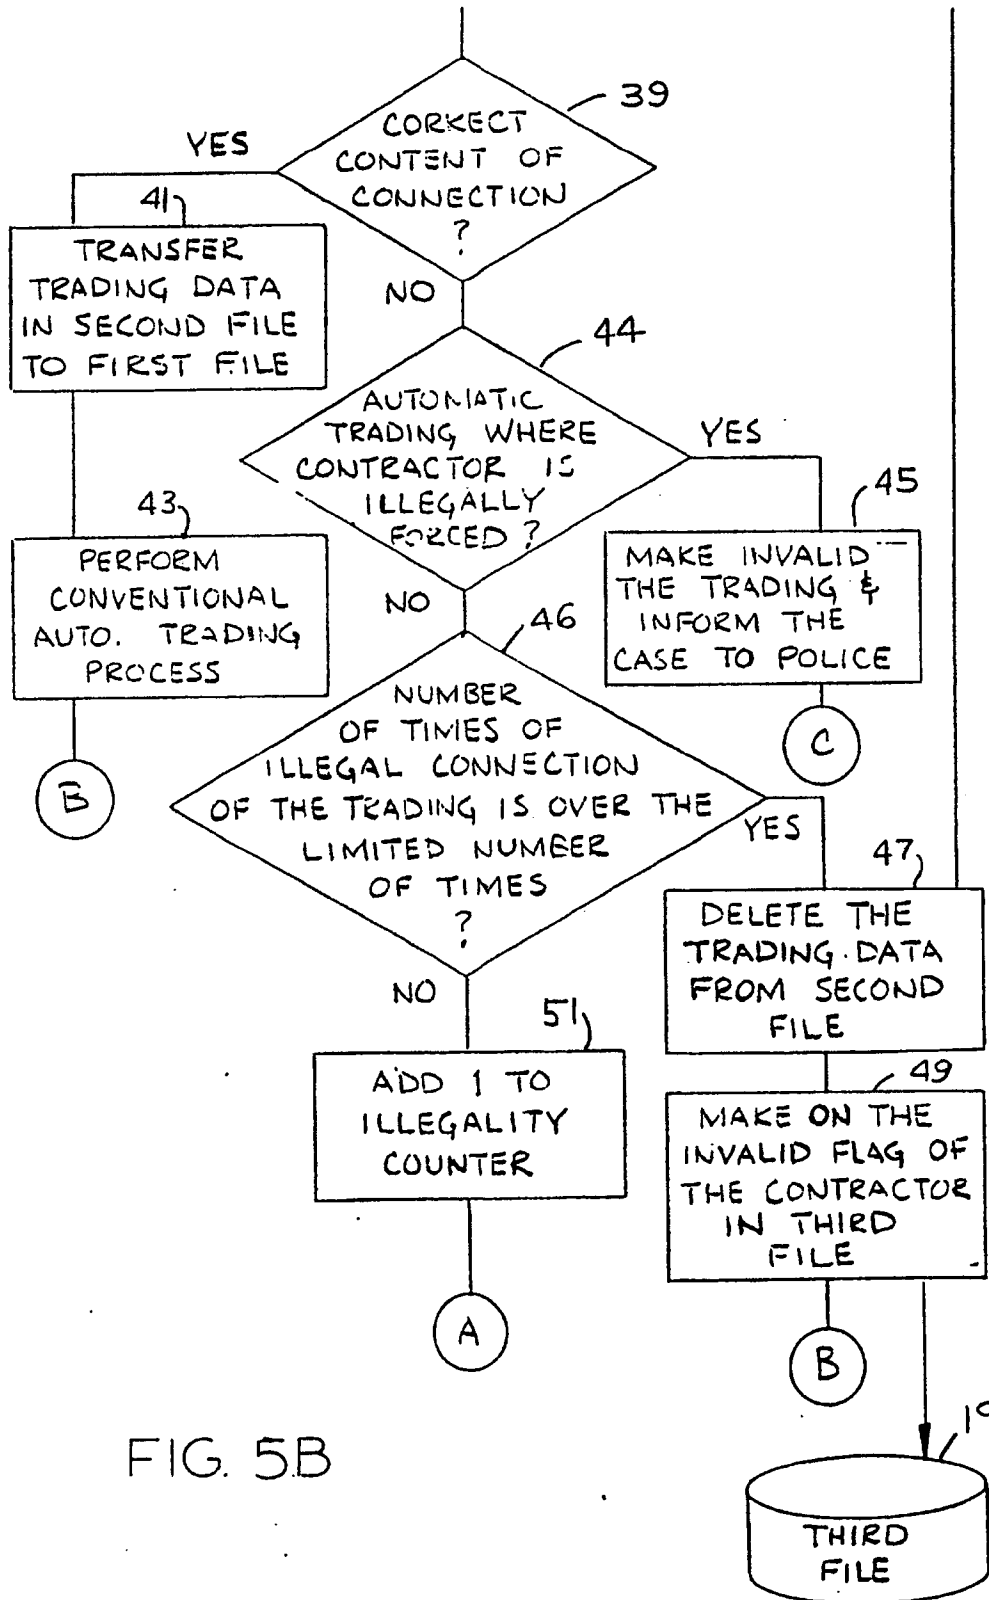 39
CORRECT
CONTENT OF
CONNECTION
?
YES
NO
41
TRANSFER
TRADING DATA
IN SECOND FILE
TO FIRST FILE
44
AUTOMATIC
TRADING WHERE
CONTRACTOR IS
ILLEGALLY
FORCED ?
YES
NO
43
PERFORM
CONVENTIONAL
AUTO. TRADING
PROCESS
B
45
MAKE INVALID
THE TRADING &
INFORM THE
CASE TO POLICE
C
46
NUMBER
OF TIMES OF
ILLEGAL CONNECTION
OF THE TRADING IS OVER THE
LIMITED NUMBER
OF TIMES
?
YES
NO
47
DELETE THE
TRADING DATA
FROM SECOND
FILE
51
ADD 1 TO
ILLEGALITY
COUNTER
A
49
MAKE ON THE
INVALID FLAG OF
THE CONTRACTOR
IN THIRD
FILE
B
THIRD
FILE
FIG. 5B